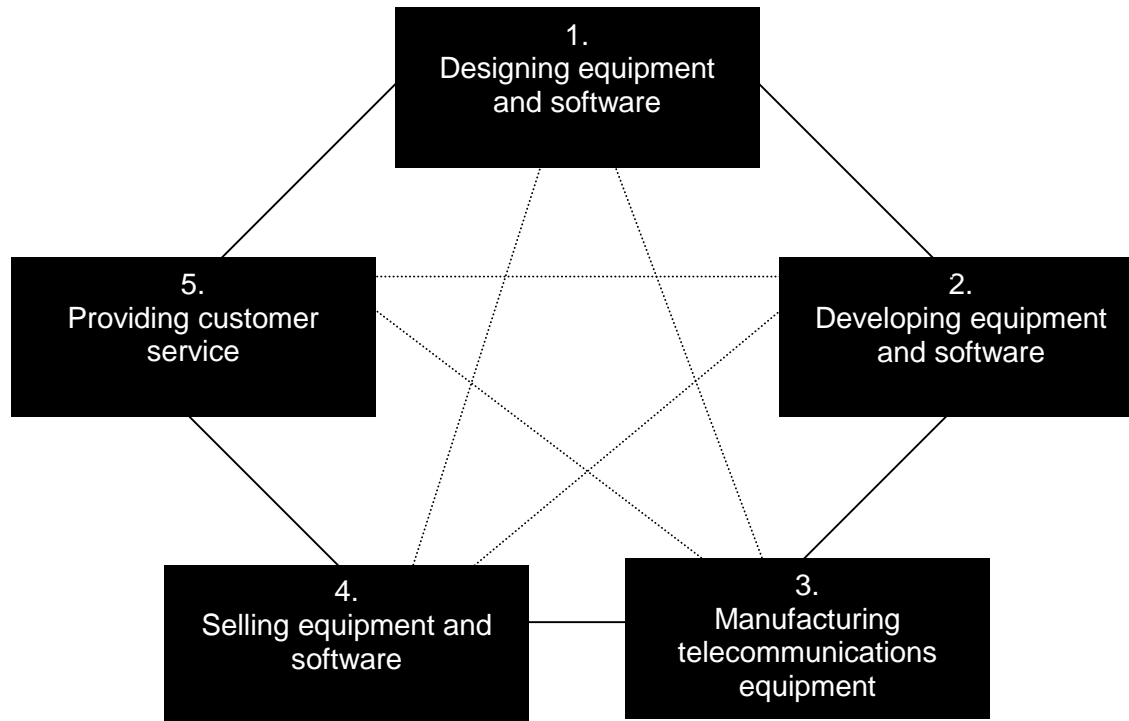 1.
Designing equipment
and software
2.
Developing equipment
and software
3.
Manufacturing
telecommunications
equipment
4.
Selling equipment and
software
5.
Providing customer
service